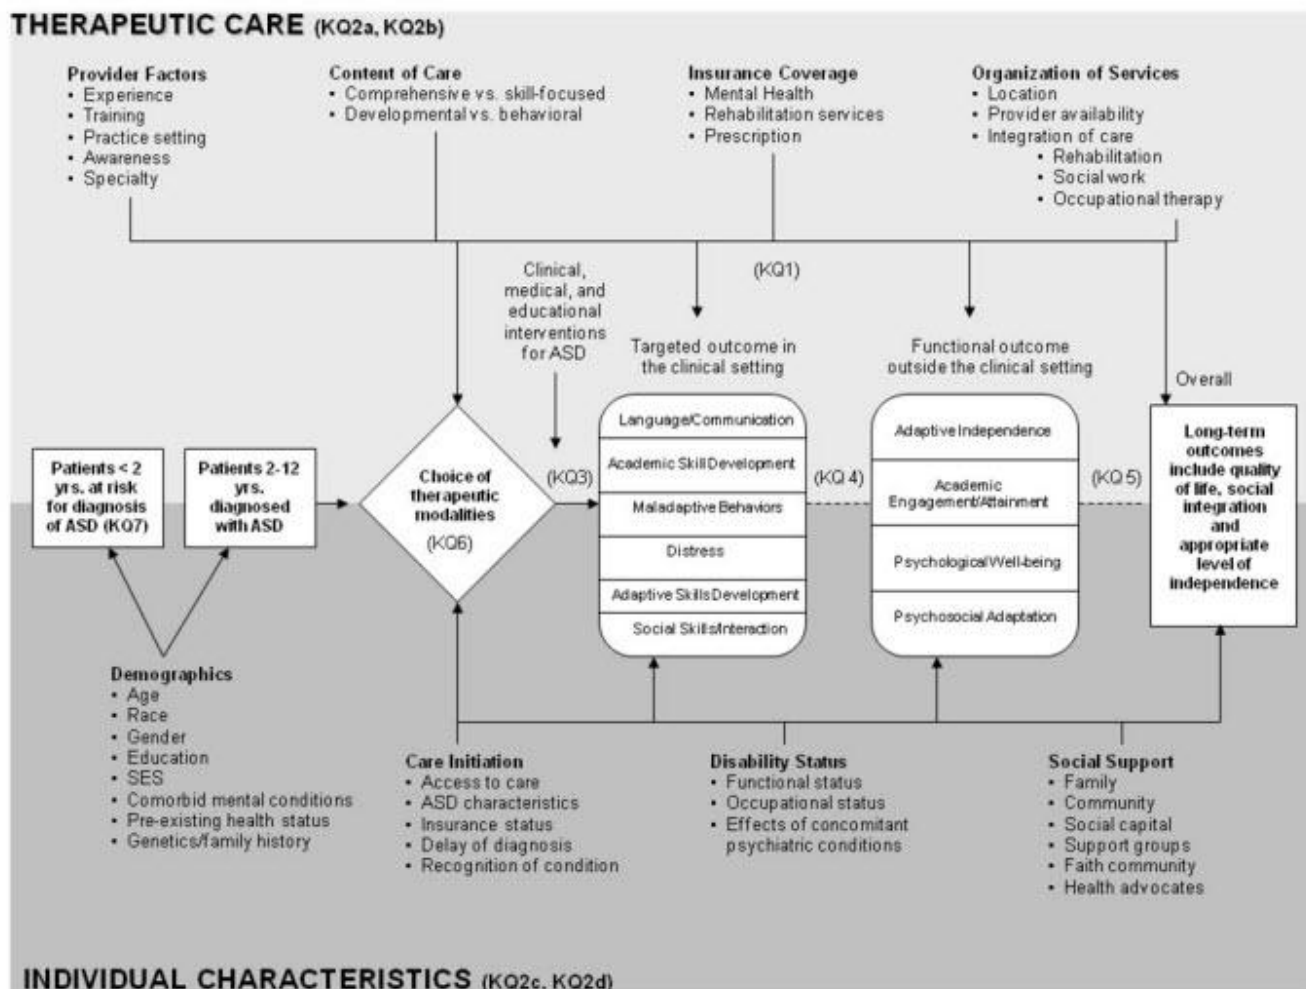 THERAPEUTIC CARE (KQ2a, KQ2b)
Provider Factors
• Experience
• Training
• Practice setting
• Awareness
• Specialty
Content of Care
• Comprehensive vs. skill-focused
• Developmental vs. behavioral
Insurance Coverage
• Mental Health
• Rehabilitation services
• Prescription
Organization of Services
• Location
• Provider availability
• Integration of care
• Rehabilitation
• Social work
• Occupational therapy
(KQ1)
Clinical,
medical, and
educational
interventions
for ASD
Targeted outcome in
the clinical setting
Functional outcome
outside the clinical setting
Overall
Patients < 2
yrs. at risk
for diagnosis
of ASD (KQ7)
Patients 2-12
yrs.
diagnosed
with ASD
Choice of
therapeutic
modalities
(KQ6)
(KQ3)
Language/Communication
Academic Skill Development
Maladaptive Behaviors
Distress
Adaptive Skills Development
Social Skills/Interaction
(KQ 4)
Adaptive Independence
Academic
Engagement/Attainment
Psychological Well-being
Psychosocial Adaptation
(KQ 5)
Long-term
outcomes
include quality
of life, social
integration
and
appropriate
level of
independence
Demographics
• Age
• Race
• Gender
• Education
• SES
• Comorbid mental conditions
• Pre-existing health status
• Genetics/family history
Care Initiation
• Access to care
• ASD characteristics
• Insurance status
• Delay of diagnosis
• Recognition of condition
Disability Status
• Functional status
• Occupational status
• Effects of concomitant
psychiatric conditions
Social Support
• Family
• Community
• Social capital
• Support groups
• Faith community
• Health advocates
INDIVIDUAL CHARACTERISTICS (KQ2c, KQ2d)